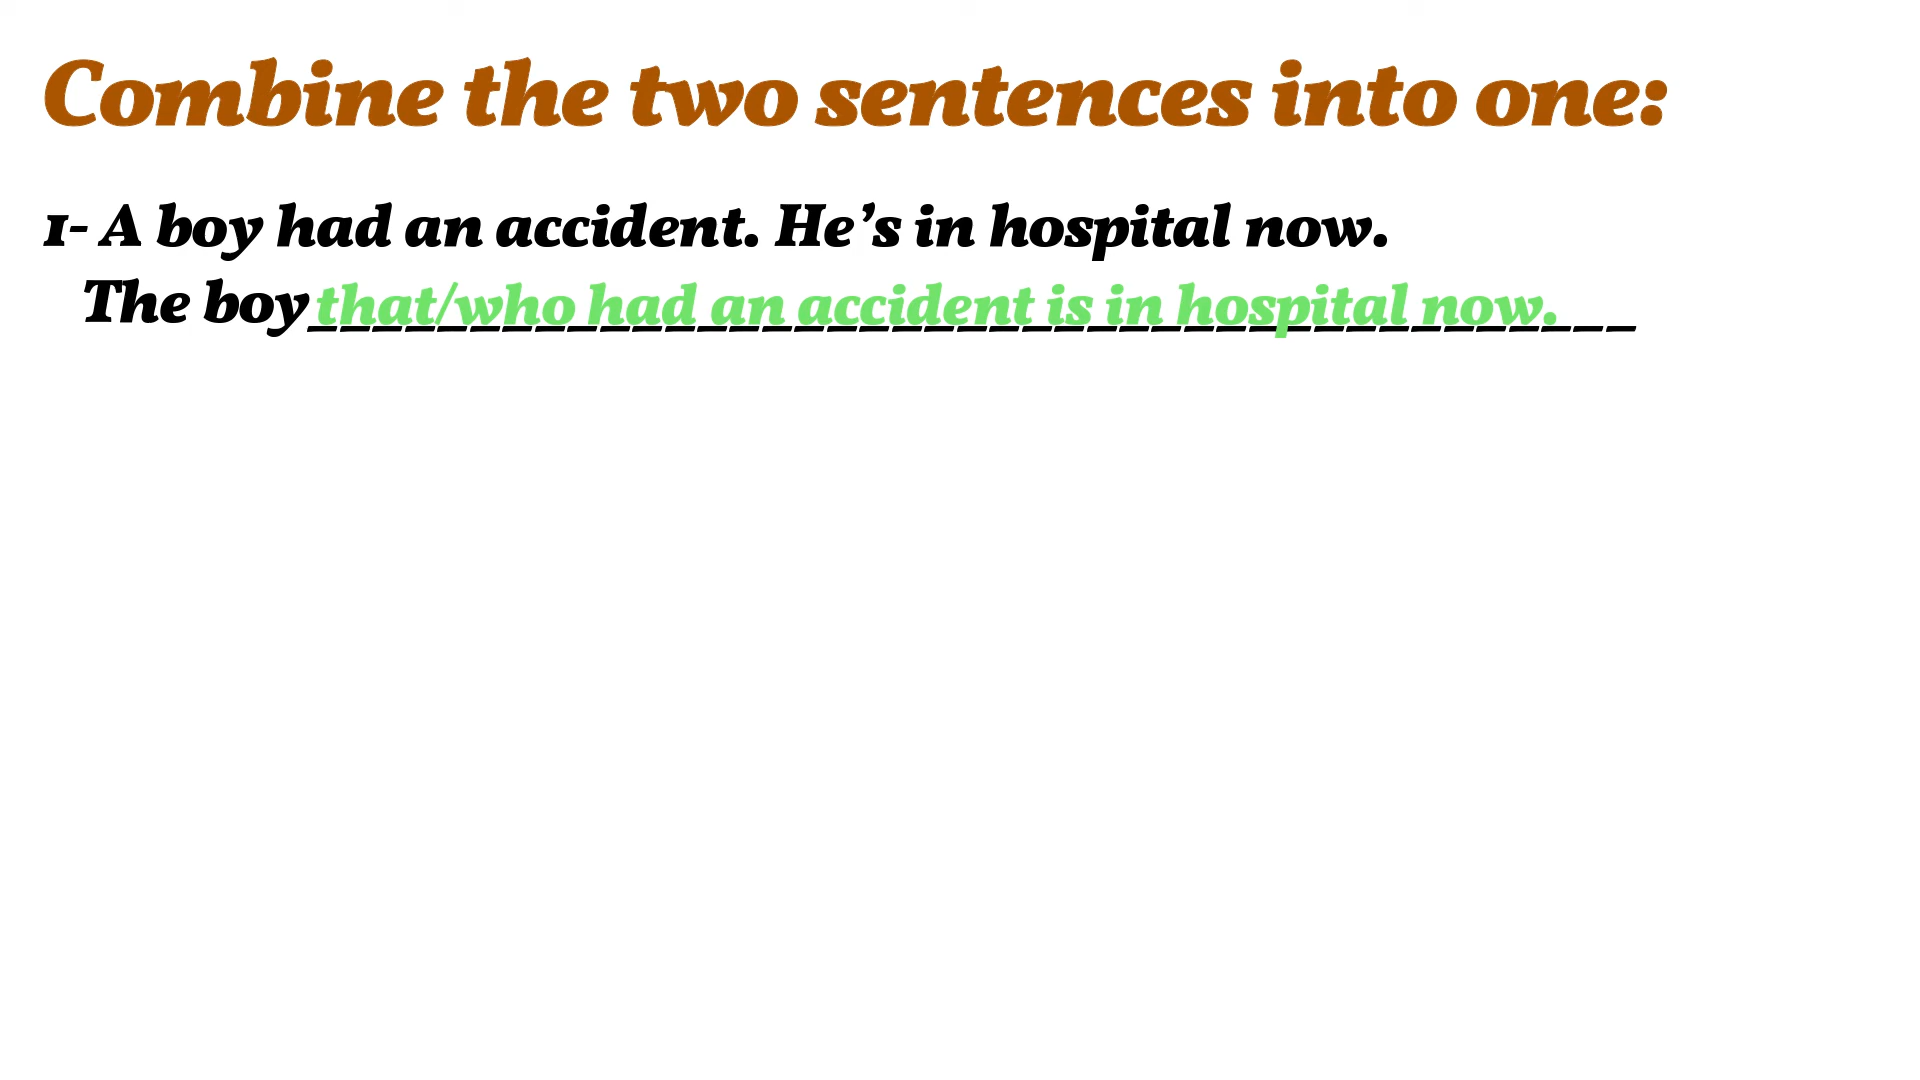 Combine the two sentences into one:
1- A boy had an accident. He's in hospital now.
The boy that/who had an accident is in hospital now.